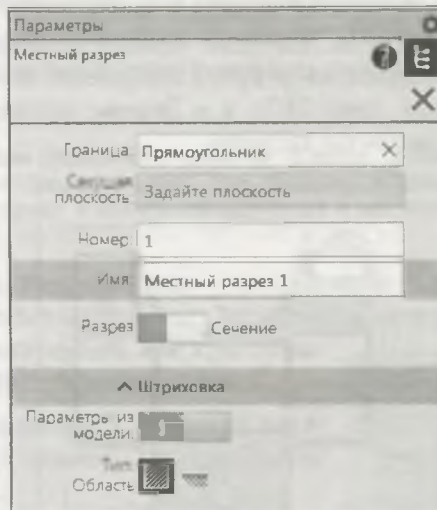 Параметры
Местный разрез
Граница: Прямоугольник
Секущая
плоскость: Задайте плоскость
Номер: 1
Имя: Местный разрез 1
Разрез Сечение
Штриховка
Параметры из
модели:
Тип:
Область